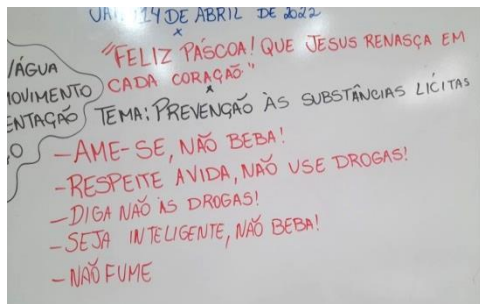 14 DE ABRIL DE 2022
"FELIZ PÁSCOA! QUE JESUS RENASÇA EM
CADA CORAÇÃO"
/ÁGUA
TEMA: PREVENÇÃO ÀS SUBSTÂNCIAS LÍCITAS
- AME-SE, NÃO BEBA!
- RESPEITE A VIDA, NÃO USE DROGAS!
- DIGA NÃO ÀS DROGAS!
- SEJA INTELIGENTE, NÃO BEBA!
- NÃO FUME